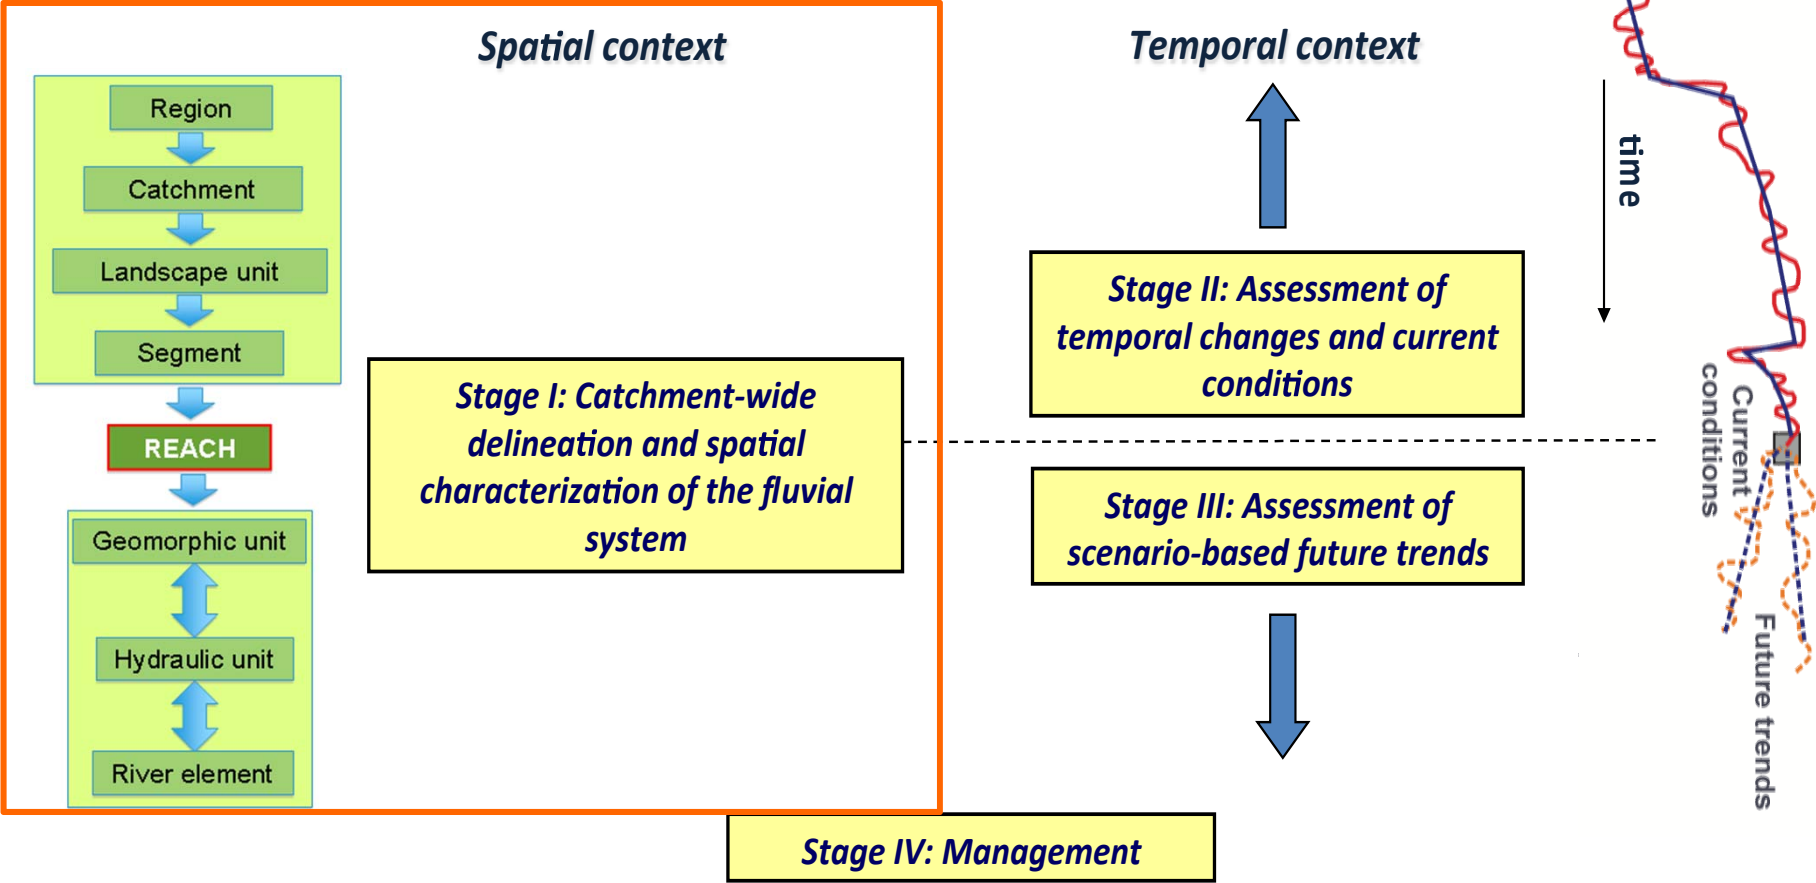 Spatial context
Region
Catchment
Landscape unit
Segment
REACH
Geomorphic unit
Hydraulic unit
River element
Stage I: Catchment-wide
delineation and spatial
characterization of the fluvial
system
Temporal context
Stage II: Assessment of
temporal changes and current
conditions
Stage III: Assessment of
scenario-based future trends
time
Current
conditions
Future trends
Stage IV: Management